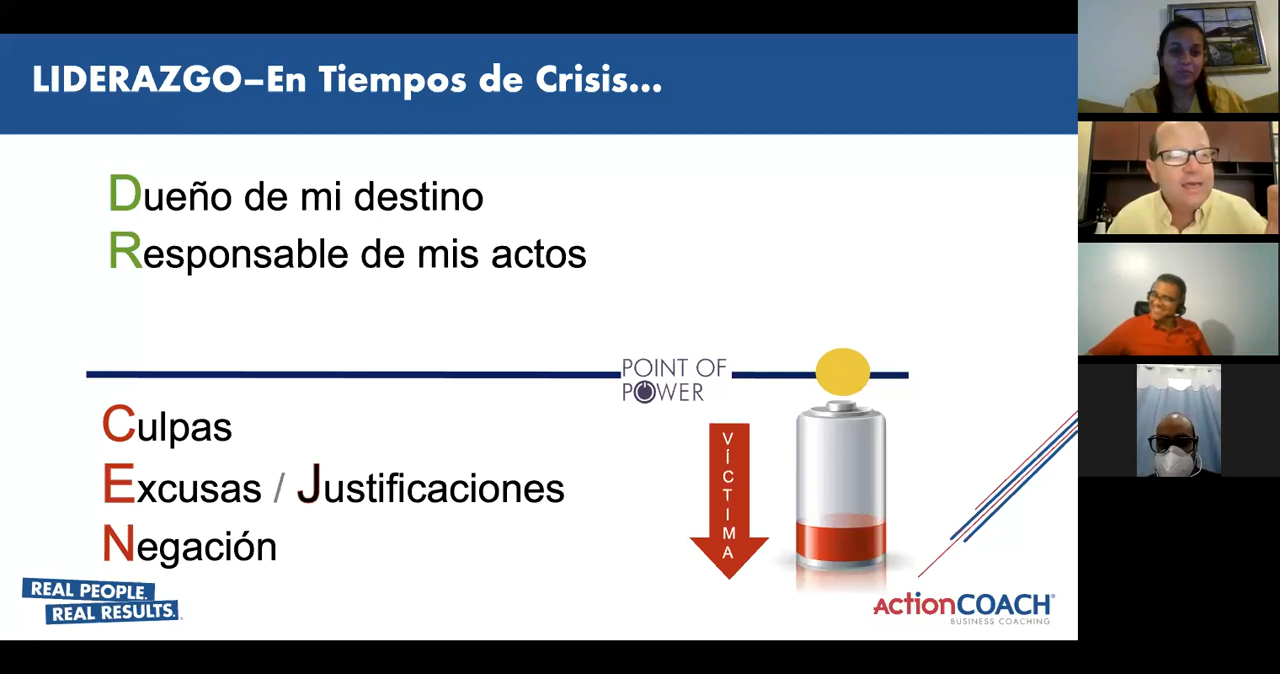 LIDERAZGO–En Tiempos de Crisis...
Dueño de mi destino
Responsable de mis actos
POINT OF
POWER
Culpas
Excusas / Justificaciones
Negación
VÍCTIMA
REAL PEOPLE.
REAL RESULTS.
ActionCOACH®
BUSINESS COACHING